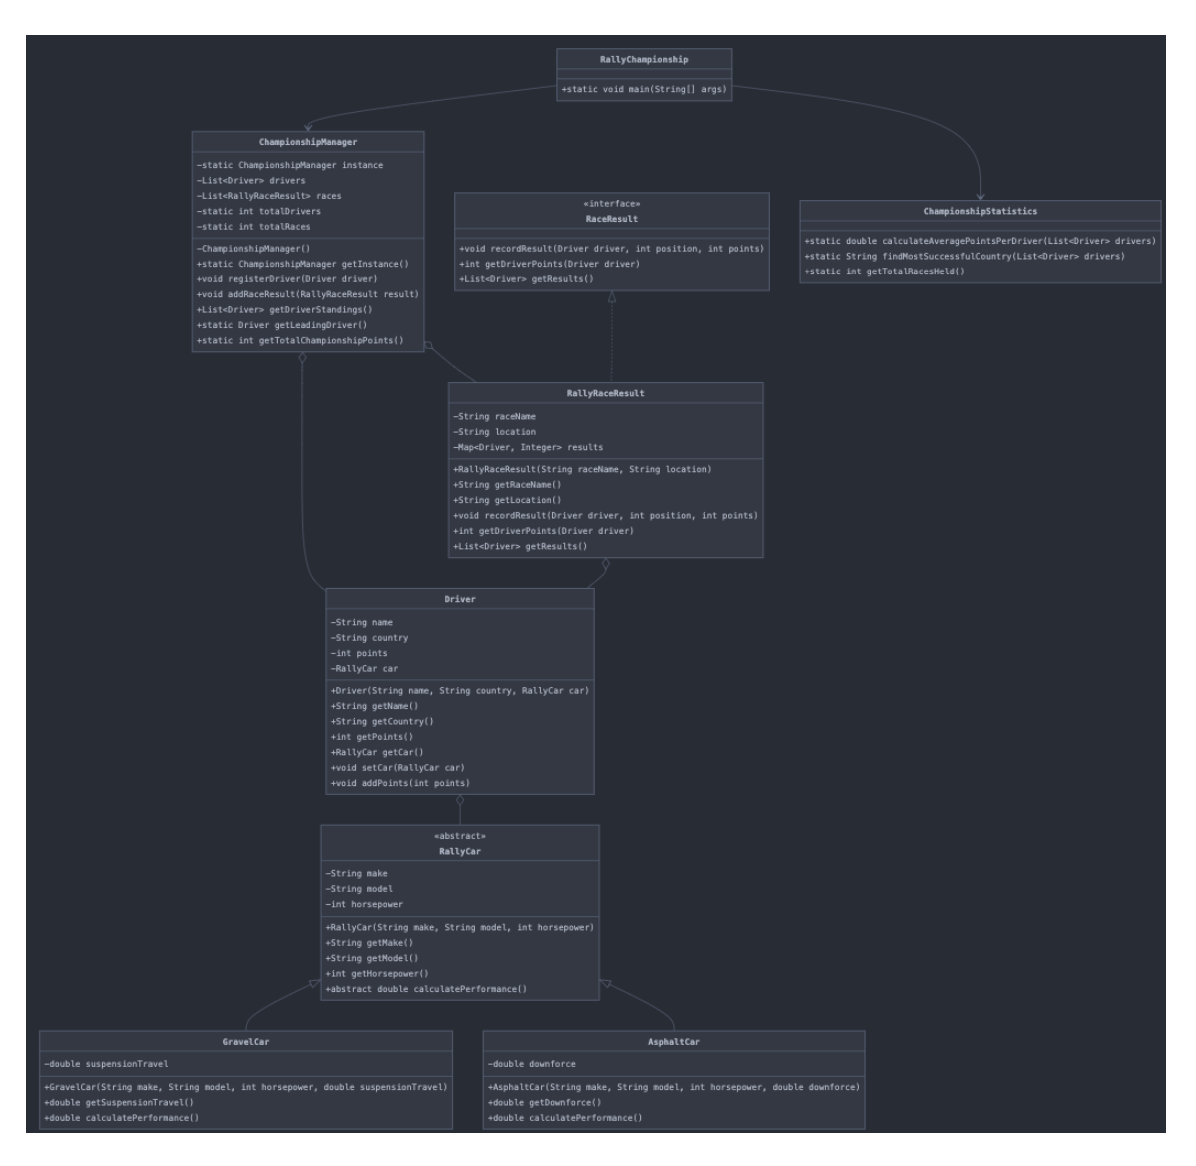 RallyChampionship
+static void main(String[] args)
ChampionshipManager
-static ChampionshipManager instance
-List<Driver> drivers
-List<RallyRaceResult> races
-static int totalDrivers
-static int totalRaces
-ChampionshipManager()
+static ChampionshipManager getInstance()
+void registerDriver(Driver driver)
+void addRaceResult(RallyRaceResult result)
+List<Driver> getDriverStandings()
+static Driver getLeadingDriver()
+static int getTotalChampionshipPoints()
«interface»
RaceResult
+void recordResult(Driver driver, int position, int points)
+int getDriverPoints(Driver driver)
+List<Driver> getResults()
ChampionshipStatistics
+static double calculateAveragePointsPerDriver(List<Driver> drivers)
+static String findMostSuccessfulCountry(List<Driver> drivers)
+static int getTotalRacesHeld()
RallyRaceResult
-String raceName
-String location
-Map<Driver, Integer> results
+RallyRaceResult(String raceName, String location)
+String getRaceName()
+String getLocation()
+void recordResult(Driver driver, int position, int points)
+int getDriverPoints(Driver driver)
+List<Driver> getResults()
Driver
-String name
-String country
-int points
-RallyCar car
+Driver(String name, String country, RallyCar car)
+String getName()
+String getCountry()
+int getPoints()
+RallyCar getCar()
+void setCar(RallyCar car)
+void addPoints(int points)
«abstract»
RallyCar
-String make
-String model
-int horsepower
+RallyCar(String make, String model, int horsepower)
+String getMake()
+String getModel()
+int getHorsepower()
+abstract double calculatePerformance()
GravelCar
-double suspensionTravel
+GravelCar(String make, String model, int horsepower, double suspensionTravel)
+double getSuspensionTravel()
+double calculatePerformance()
AsphaltCar
-double downforce
+AsphaltCar(String make, String model, int horsepower, double downforce)
+double getDownforce()
+double calculatePerformance()